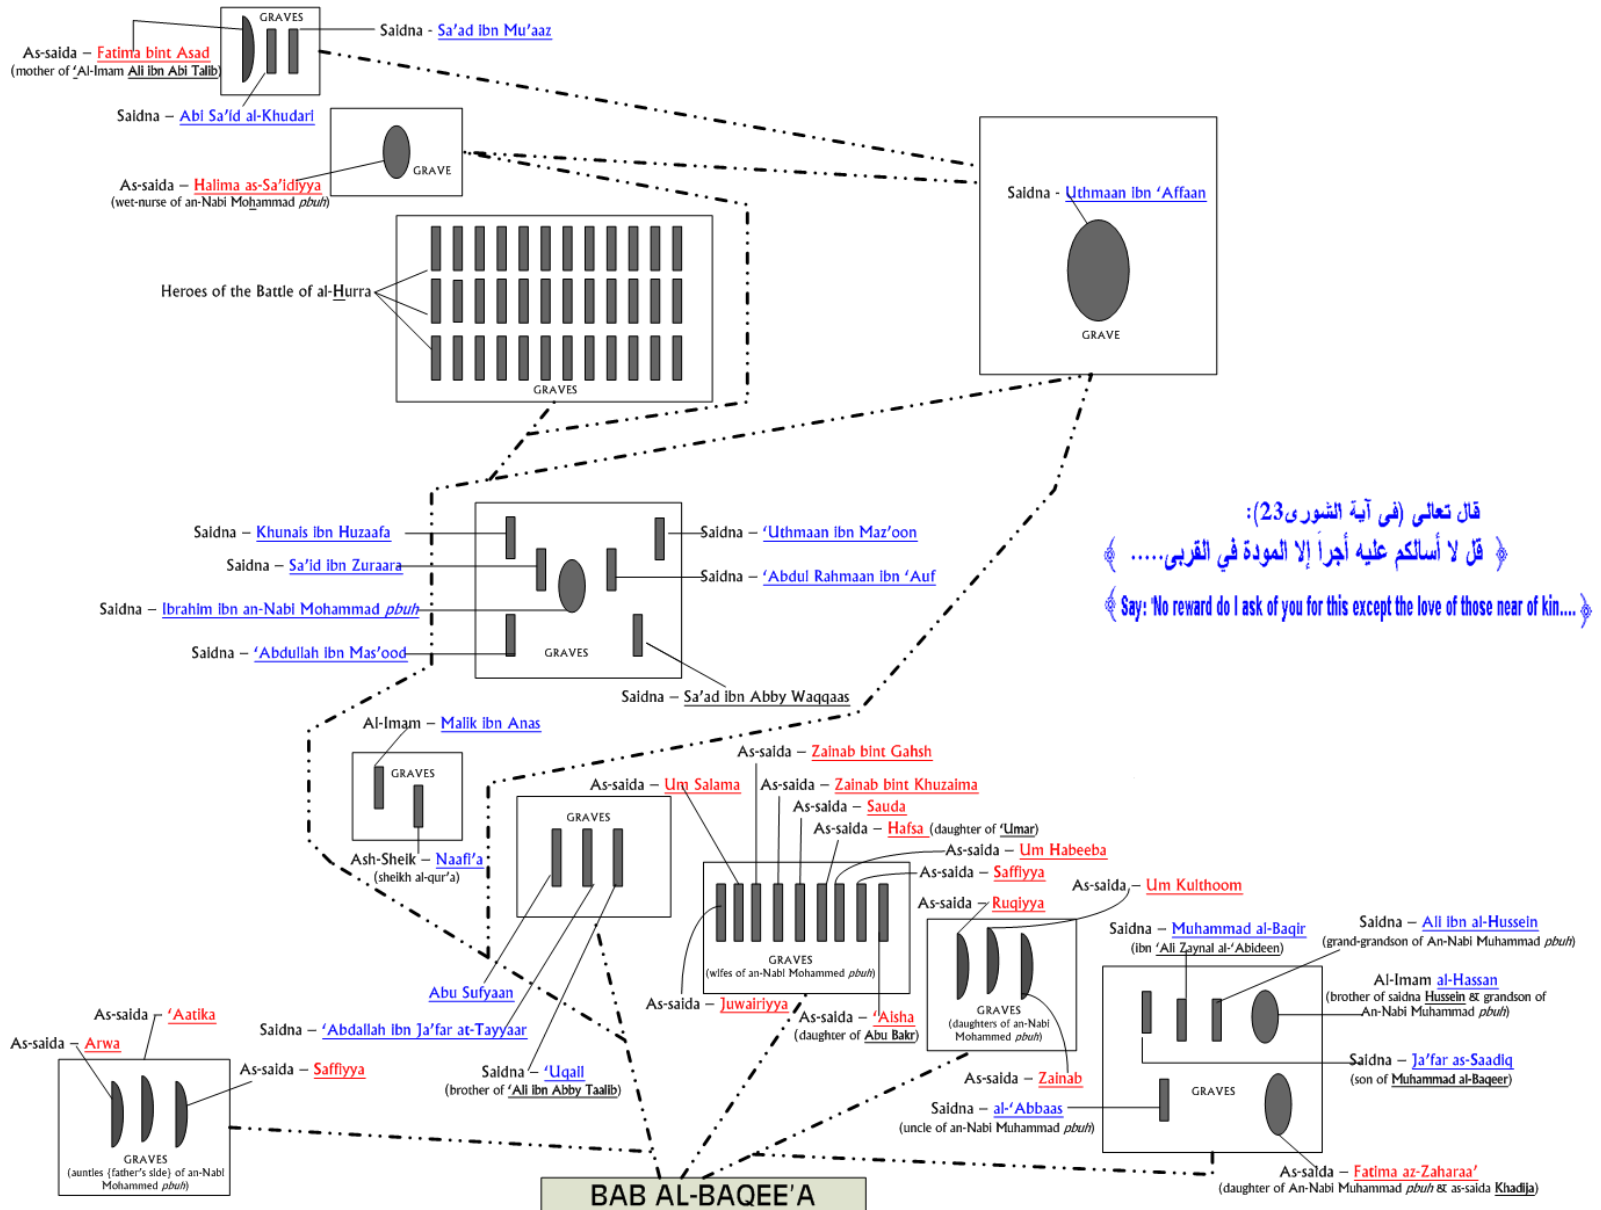 GRAVES
Saidna - Sa'ad ibn Mu'aaz
As-saida – Fatima bint Asad
(mother of 'Al-Imam Ali ibn Abi Talib)
Saidna – Abi Sa'id al-Khudari
GRAVE
As-saida – Halima as-Sa'idiyya
(wet-nurse of an-Nabi Mohammad pbuh)
Saidna - Uthmaan ibn 'Affaan
GRAVE
Heroes of the Battle of al-Hurra
GRAVES
Saidna – Khunais ibn Huzaafa
Saidna – 'Uthmaan ibn Maz'oon
Saidna – Sa'id ibn Zuraara
Saidna – 'Abdul Rahmaan ibn 'Auf
Saidna – Ibrahim ibn an-Nabi Mohammad pbuh
Saidna – 'Abdullah ibn Mas'ood
GRAVES
Saidna – Sa'ad ibn Abby Waqqaas
قال تعالى (فى آية الشورى23):
﴿ قل لا أسالكم عليه أجراً إلا المودة في القربى..... ﴾
﴾ Say: 'No reward do I ask of you for this except the love of those near of kin.... ﴿
Al-Imam – Malik ibn Anas
GRAVES
Ash-Sheik – Naafi'a
(sheikh al-qur'a)
As-saida – Zainab bint Gahsh
As-saida – Um Salama
As-saida – Zainab bint Khuzaima
As-saida – Sauda
As-saida – Hafsa (daughter of 'Umar)
As-saida – Um Habeeba
As-saida – Saffiyya
GRAVES
(wifes of an-Nabi Mohammed pbuh)
As-saida – Juwairiyya
As-saida – 'Aisha
(daughter of Abu Bakr)
GRAVES
Abu Sufyaan
Saidna – 'Abdallah ibn Ja'far at-Tayyaar
Saidna – 'Uqail
(brother of 'Ali ibn Abby Taalib)
As-saida – Um Kulthoom
As-saida – Ruqiyya
GRAVES
(daughters of an-Nabi
Mohammed pbuh)
As-saida – Zainab
Saidna – Muhammad al-Baqir
(ibn 'Ali Zaynal al-'Abideen)
Saidna – Ali ibn al-Hussein
(grand-grandson of An-Nabi Muhammad pbuh)
Al-Imam al-Hassan
(brother of saidna Hussein & grandson of
An-Nabi Muhammad pbuh)
Saidna – Ja'far as-Saadiq
(son of Muhammad al-Baqeer)
GRAVES
Saidna – al-'Abbaas
(uncle of an-Nabi Muhammad pbuh)
As-saida – Fatima az-Zaharaa'
(daughter of An-Nabi Muhammad pbuh & as-saida Khadija)
As-saida – 'Aatika
As-saida – Arwa
As-saida – Saffiyya
GRAVES
(aunties {father's side} of an-Nabi
Mohammed pbuh)
BAB AL-BAQEE'A